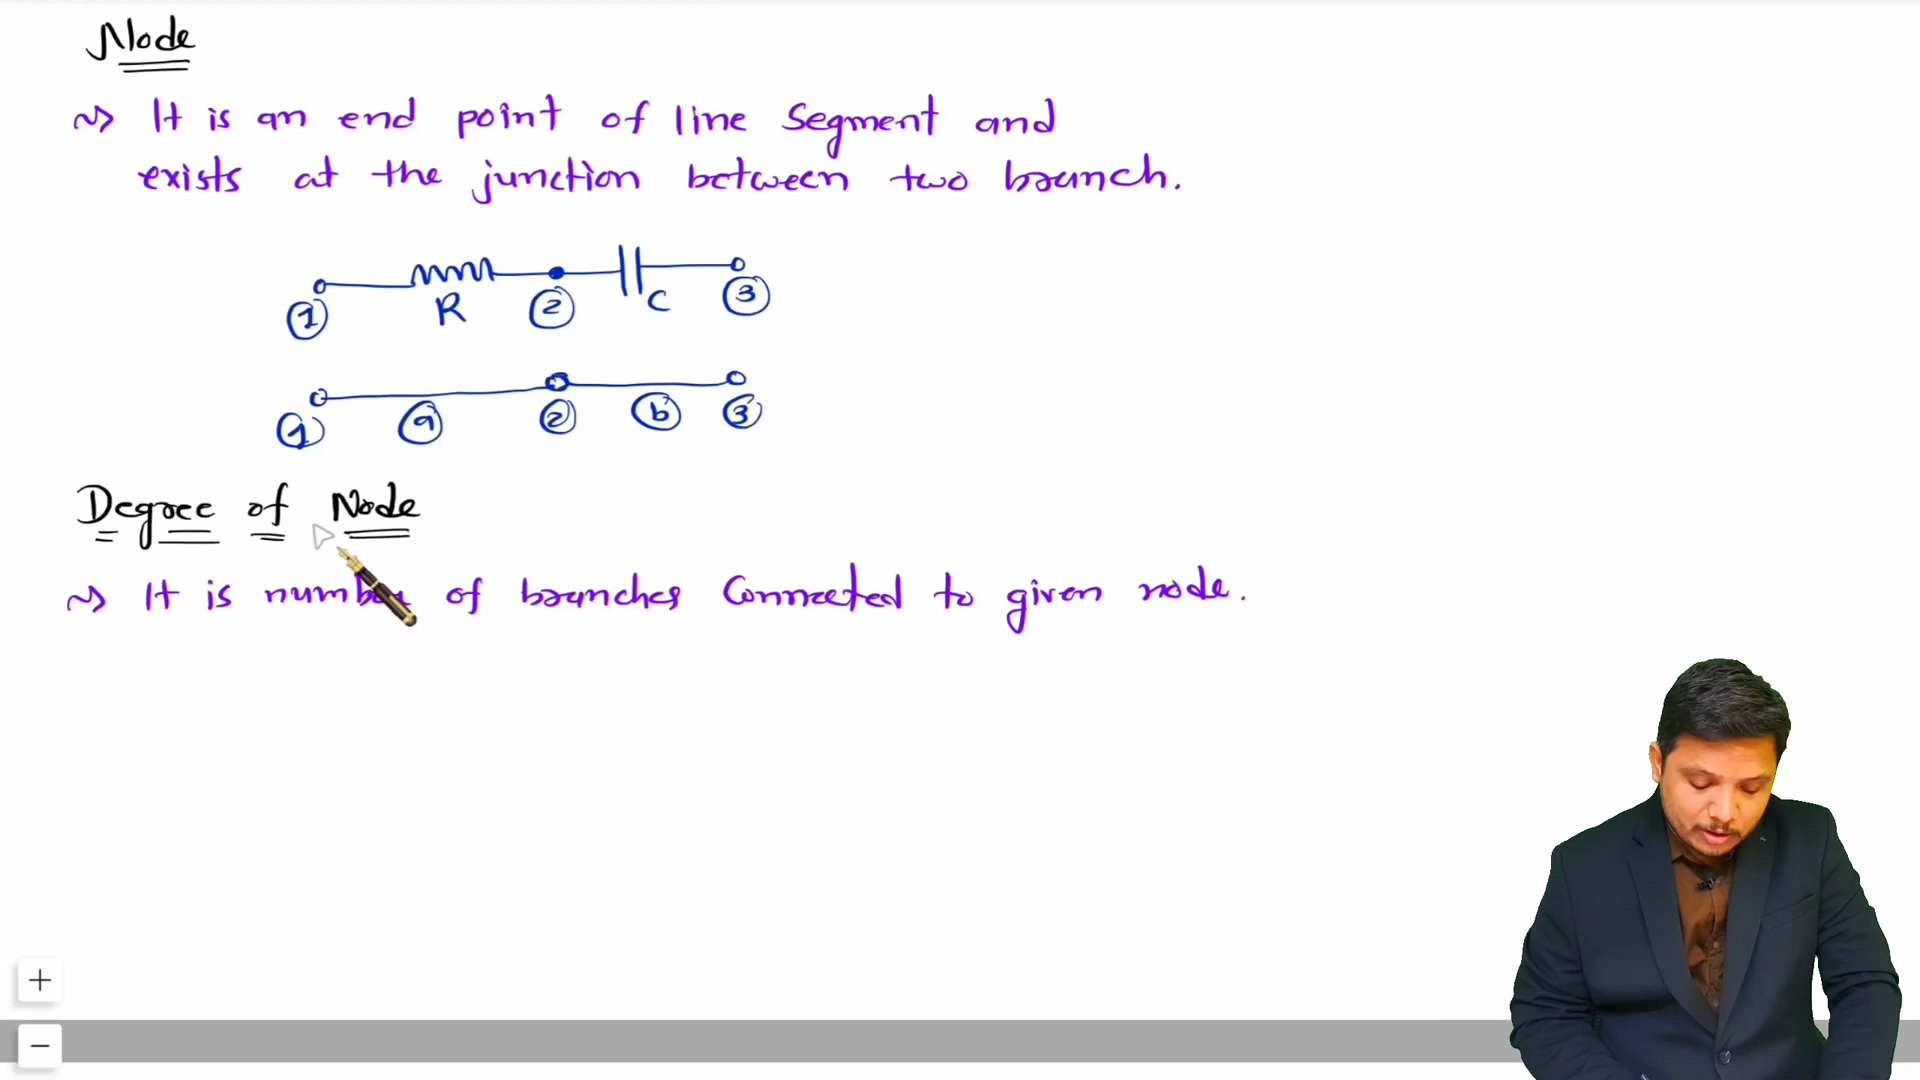 Node
~> It is an end point of line segment and
exists at the junction between two branch.
R C
1 2 3
1 a 2 b 3
Degree of Node
~> It is number of branches connected to given node.
+
−